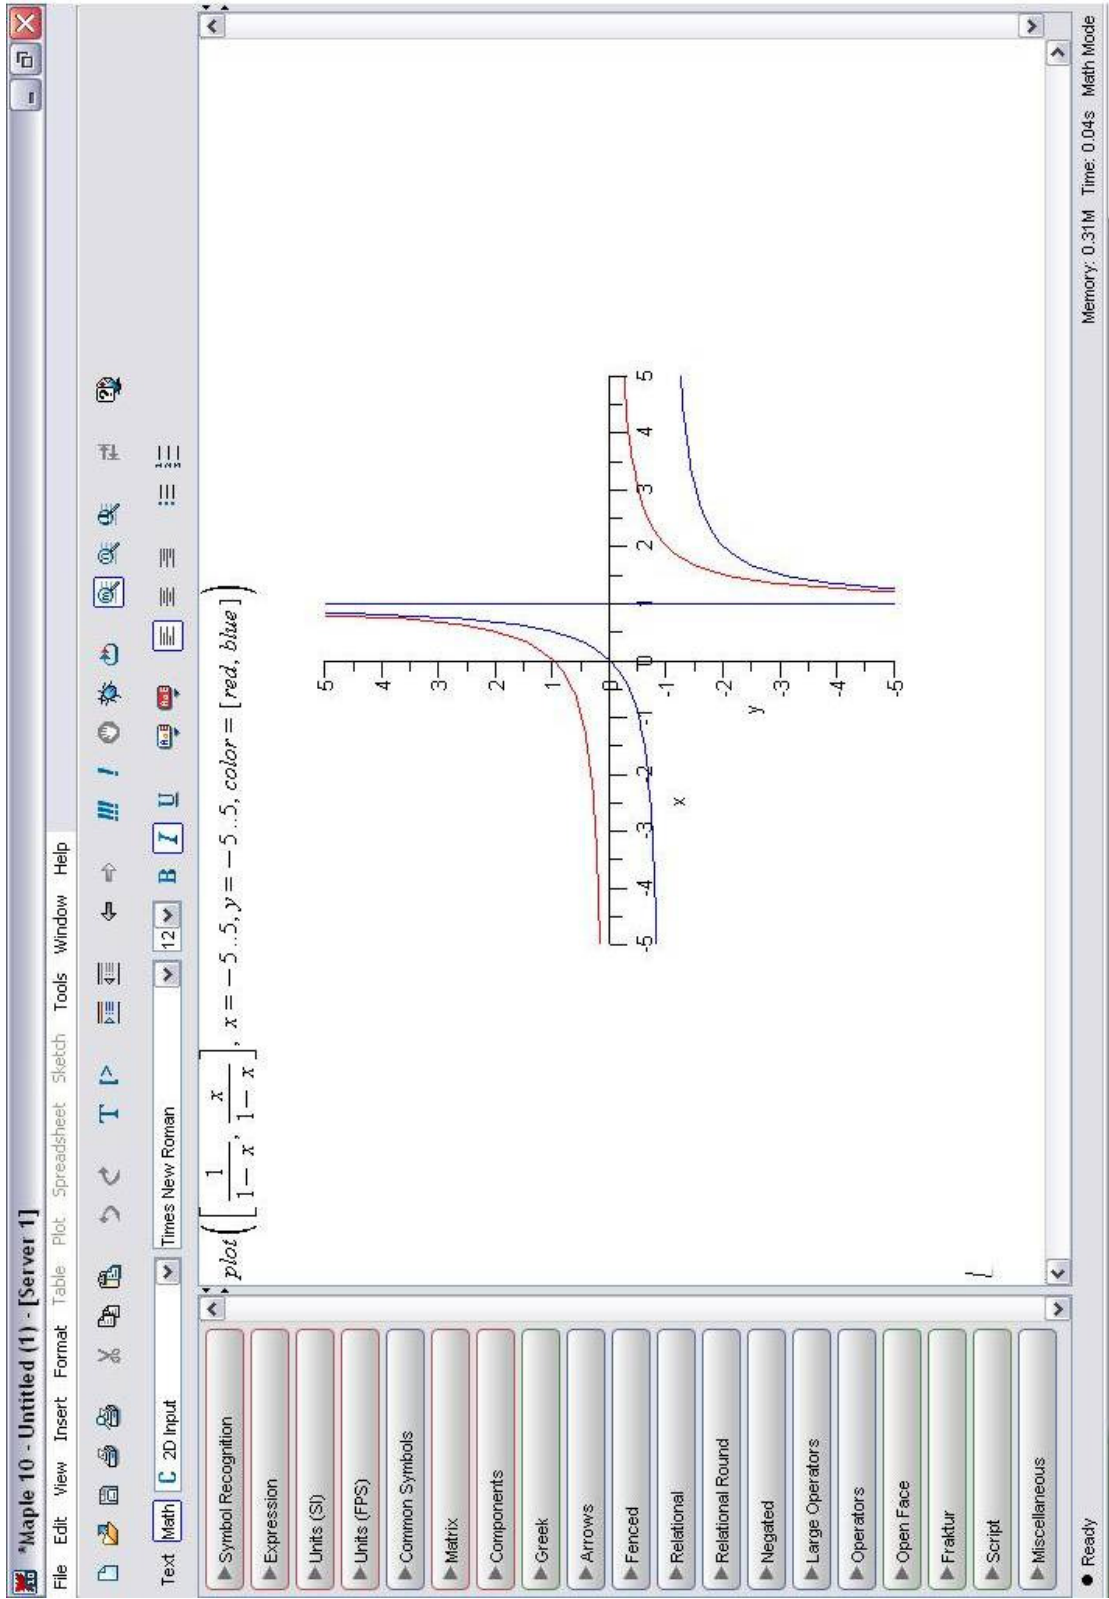 *Maple 10 - Untitled (1) - [Server 1]
File Edit View Insert Format Table Plot Spreadsheet Sketch Tools Window Help
Text Math C 2D Input Times New Roman 12 B I U
Symbol Recognition
Expression
Units (SI)
Units (FPS)
Common Symbols
Matrix
Components
Greek
Arrows
Fenced
Relational
Relational Round
Negated
Large Operators
Operators
Open Face
Fraktur
Script
Miscellaneous
plot([1/(1 - x), x/(1 - x)], x = -5..5, y = -5..5, color = [red, blue])
5
4
3
2
1
0
-1
-2
-3
-4
-5
y
-5 -4 -3 -2 -1 0 1 2 3 4 5
x
Ready
Memory: 0.31M Time: 0.04s Math Mode